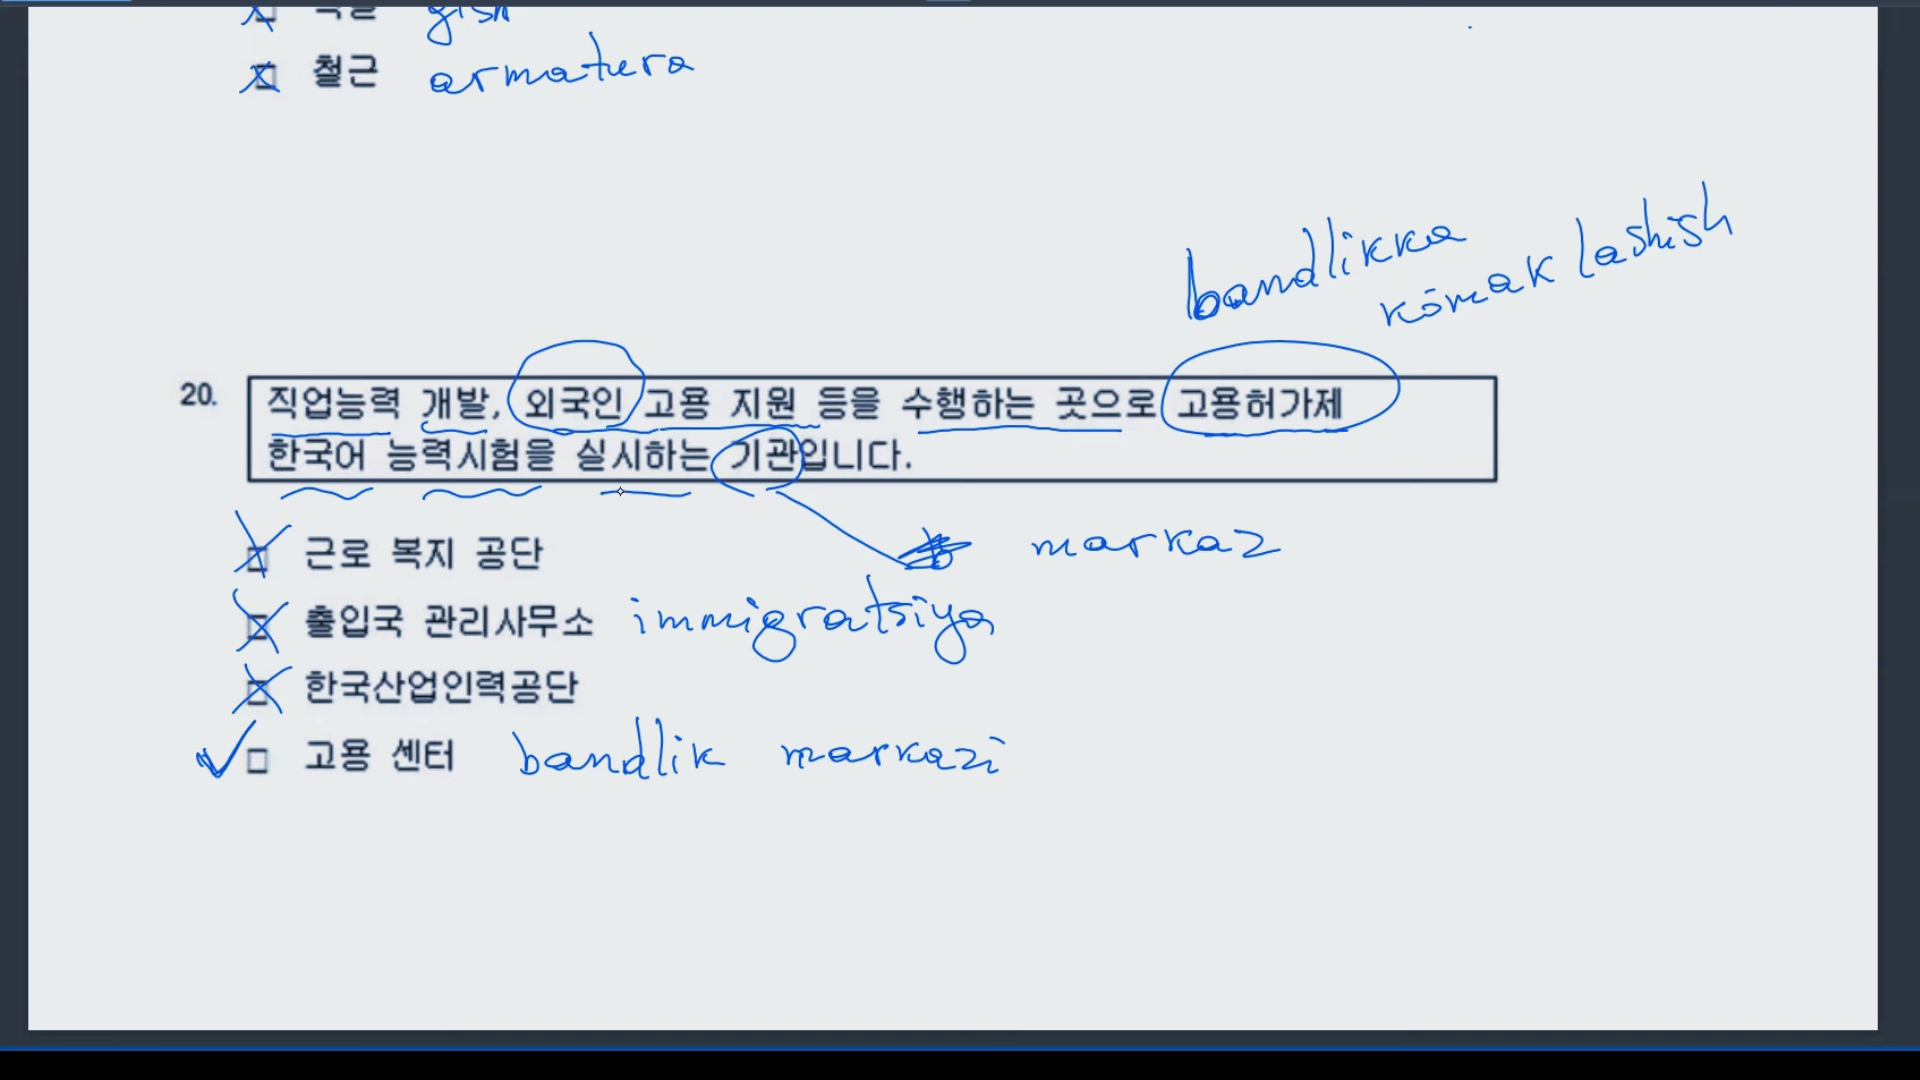 gish
철근 armatura
bandlikka
kōmaklashish
20. 직업능력 개발, 외국인 고용 지원 등을 수행하는 곳으로 고용허가제
한국어 능력시험을 실시하는 기관입니다.
근로 복지 공단 markaz
출입국 관리사무소 immigratsiya
한국산업인력공단
고용 센터 bandlik markazi